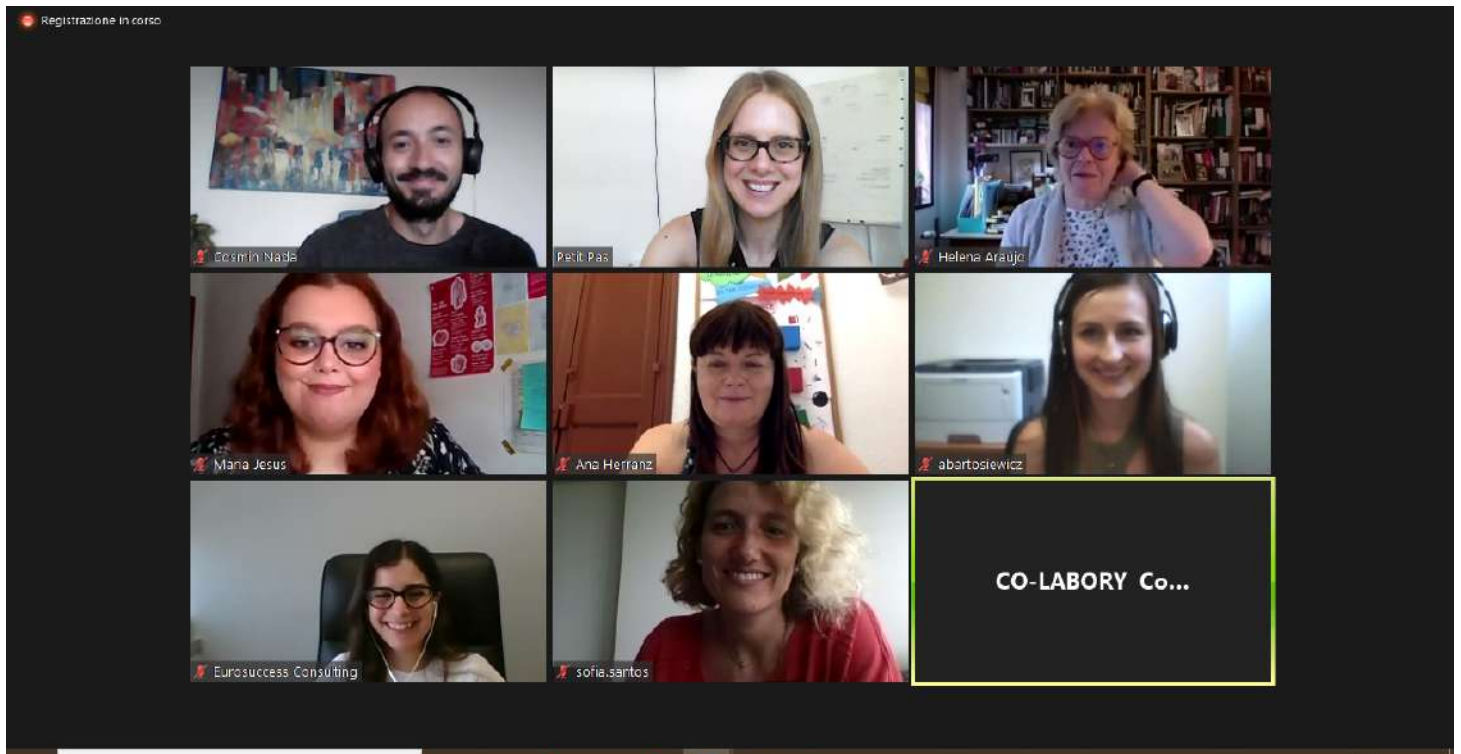 Registrazione in corso
Cosmin Nada
Petit Pas
Helena Araujo
Maria Jesus
Ana Herranz
abartosiewicz
Eurosuccess Consulting
sofia.santos
CO-LABORY Co...